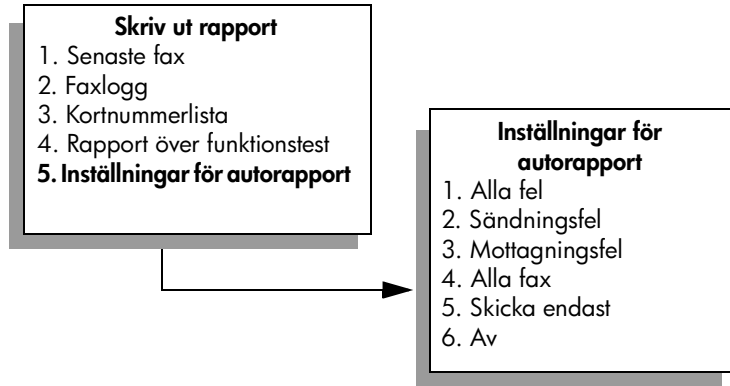 Skriv ut rapport
1. Senaste fax
2. Faxlogg
3. Kortnummerlista
4. Rapport över funktionstest
5. Inställningar för autorapport
Inställningar för
autorapport
1. Alla fel
2. Sändningsfel
3. Mottagningsfel
4. Alla fax
5. Skicka endast
6. Av